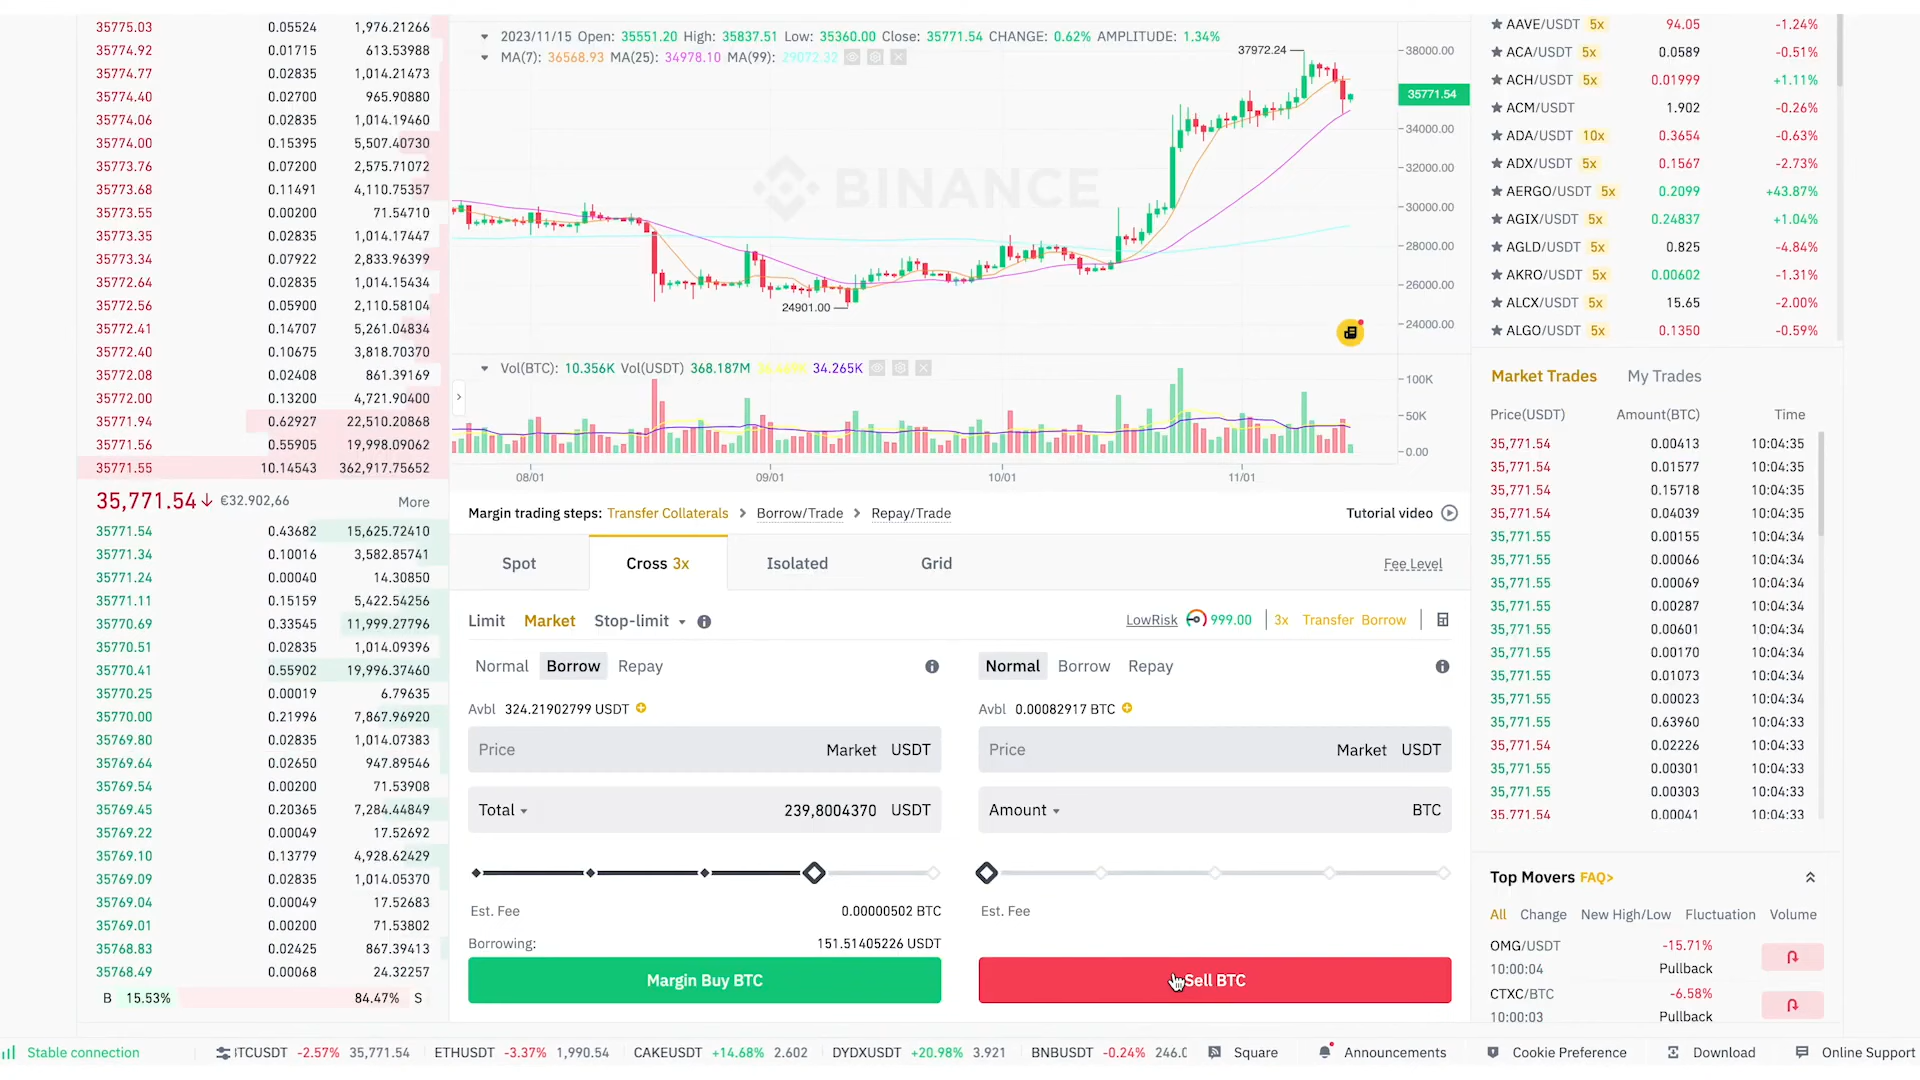 35775.03 0.05524 1,976.21266
35774.92 0.01715 613.53988
35774.77 0.02835 1,014.21473
35774.40 0.02700 965.90880
35774.06 0.02835 1,014.19460
35774.00 0.15395 5,507.40730
35773.76 0.07200 2,575.71072
35773.68 0.11491 4,110.75357
35773.55 0.00200 71.54710
35773.35 0.02835 1,014.17447
35773.34 0.07922 2,833.96399
35772.64 0.02835 1,014.15434
35772.56 0.05900 2,110.58104
35772.41 0.14707 5,261.04834
35772.40 0.10675 3,818.70370
35772.08 0.02408 861.39169
35772.00 0.13200 4,721.90400
35771.94 0.62927 22,510.20868
35771.56 0.55905 19,998.09062
35771.55 10.14543 362,917.75652
35,771.54↓ €32.902,66 More
35771.54 0.43682 15,625.72410
35771.34 0.10016 3,582.85741
35771.24 0.00040 14.30850
35771.11 0.15159 5,422.54256
35770.69 0.33545 11,999.27796
35770.51 0.02835 1,014.09396
35770.41 0.55902 19,996.37460
35770.25 0.00019 6.79635
35770.00 0.21996 7,867.96920
35769.80 0.02835 1,014.07383
35769.64 0.02650 947.89546
35769.54 0.00200 71.53908
35769.45 0.20365 7,284.44849
35769.22 0.00049 17.52692
35769.10 0.13779 4,928.62429
35769.09 0.02835 1,014.05370
35769.04 0.00049 17.52683
35769.01 0.00200 71.53802
35768.83 0.02425 867.39413
35768.49 0.00068 24.32257
B 15.53% 84.47% S
2023/11/15 Open: 35551.20 High: 35837.51 Low: 35360.00 Close: 35771.54 CHANGE: 0.62% AMPLITUDE: 1.34%
MA(7): 36568.93 MA(25): 34978.10 MA(99): 29072.32
37972.24
24901.00
BINANCE
38000.00
35771.54
34000.00
32000.00
30000.00
28000.00
26000.00
24000.00
Vol(BTC): 10.356K Vol(USDT) 368.187M 34.265K
100K
50K
0.00
08/01 09/01 10/01 11/01
Margin trading steps: Transfer Collaterals > Borrow/Trade > Repay/Trade Tutorial video
Spot Cross 3x Isolated Grid Fee Level
Limit Market Stop-limit LowRisk 999.00 3x Transfer Borrow
Normal Borrow Repay
Avbl 324.21902799 USDT
Price Market USDT
Total 239,8004370 USDT
Est. Fee 0.00000502 BTC
Borrowing: 151.51405226 USDT
Margin Buy BTC
Normal Borrow Repay
Avbl 0.00082917 BTC
Price Market USDT
Amount BTC
Est. Fee
Sell BTC
AAVE/USDT 5x 94.05 -1.24%
ACA/USDT 5x 0.0589 -0.51%
ACH/USDT 5x 0.01999 +1.11%
ACM/USDT 1.902 -0.26%
ADA/USDT 10x 0.3654 -0.63%
ADX/USDT 5x 0.1567 -2.73%
AERGO/USDT 5x 0.2099 +43.87%
AGIX/USDT 5x 0.24837 +1.04%
AGLD/USDT 5x 0.825 -4.84%
AKRO/USDT 5x 0.00602 -1.31%
ALCX/USDT 5x 15.65 -2.00%
ALGO/USDT 5x 0.1350 -0.59%
Market Trades My Trades
Price(USDT) Amount(BTC) Time
35,771.54 0.00413 10:04:35
35,771.54 0.01577 10:04:35
35,771.54 0.15718 10:04:35
35,771.54 0.04039 10:04:35
35,771.55 0.00155 10:04:34
35,771.55 0.00066 10:04:34
35,771.55 0.00069 10:04:34
35,771.55 0.00287 10:04:34
35,771.55 0.00601 10:04:34
35,771.55 0.00170 10:04:34
35,771.55 0.01073 10:04:34
35,771.55 0.00023 10:04:34
35,771.55 0.63960 10:04:33
35,771.54 0.02226 10:04:33
35,771.55 0.00301 10:04:33
35,771.55 0.00303 10:04:33
35,771.54 0.00041 10:04:33
Top Movers FAQ>
All Change New High/Low Fluctuation Volume
OMG/USDT -15.71%
10:00:04 Pullback
CTXC/BTC -6.58%
10:00:03 Pullback
Stable connection TCUSDT -2.57% 35,771.54 ETHUSDT -3.37% 1,990.54 CAKEUSDT +14.68% 2.602 DYDXUSDT +20.98% 3.921 BNBUSDT -0.24% 246.0 Square Announcements Cookie Preference Download Online Support